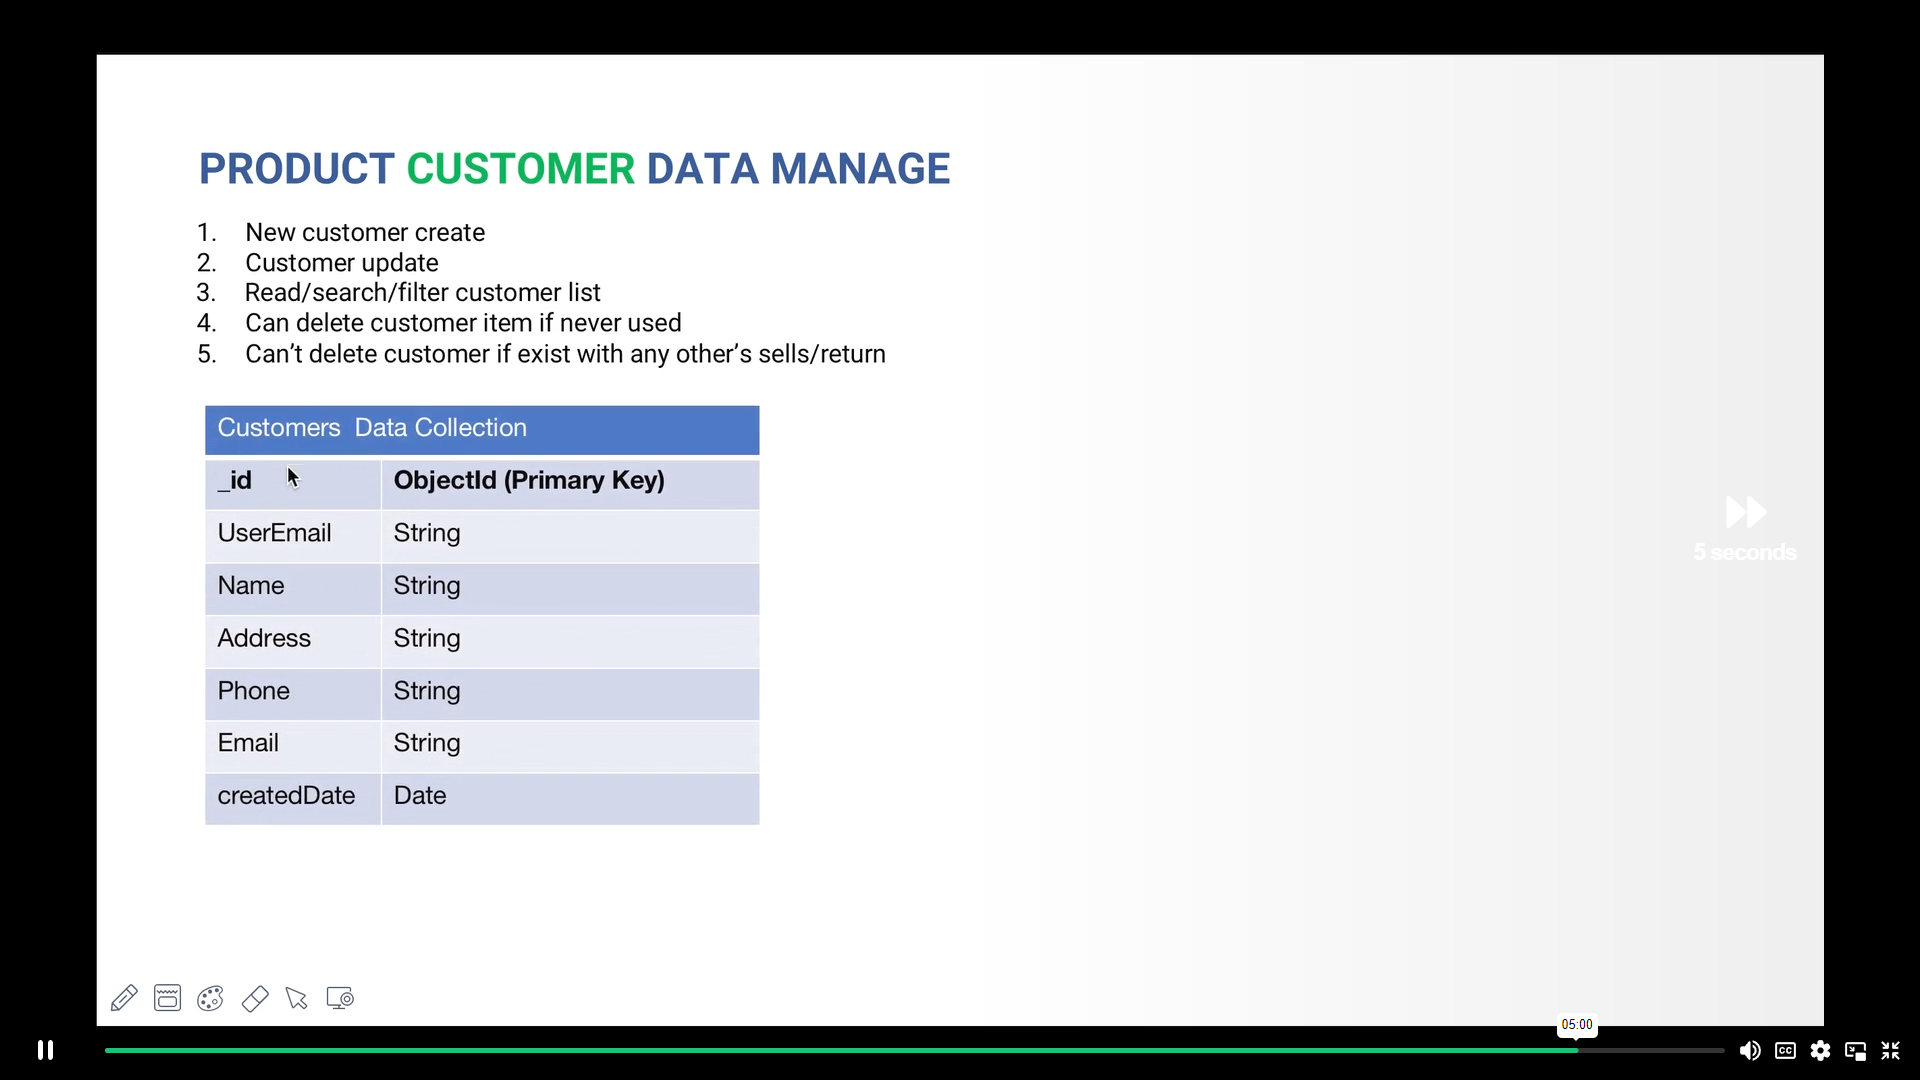 PRODUCT CUSTOMER DATA MANAGE
1. New customer create
2. Customer update
3. Read/search/filter customer list
4. Can delete customer item if never used
5. Can’t delete customer if exist with any other’s sells/return
Customers Data Collection
_id ObjectId (Primary Key)
UserEmail String
Name String
Address String
Phone String
Email String
createdDate Date
5 seconds
05:00
CC